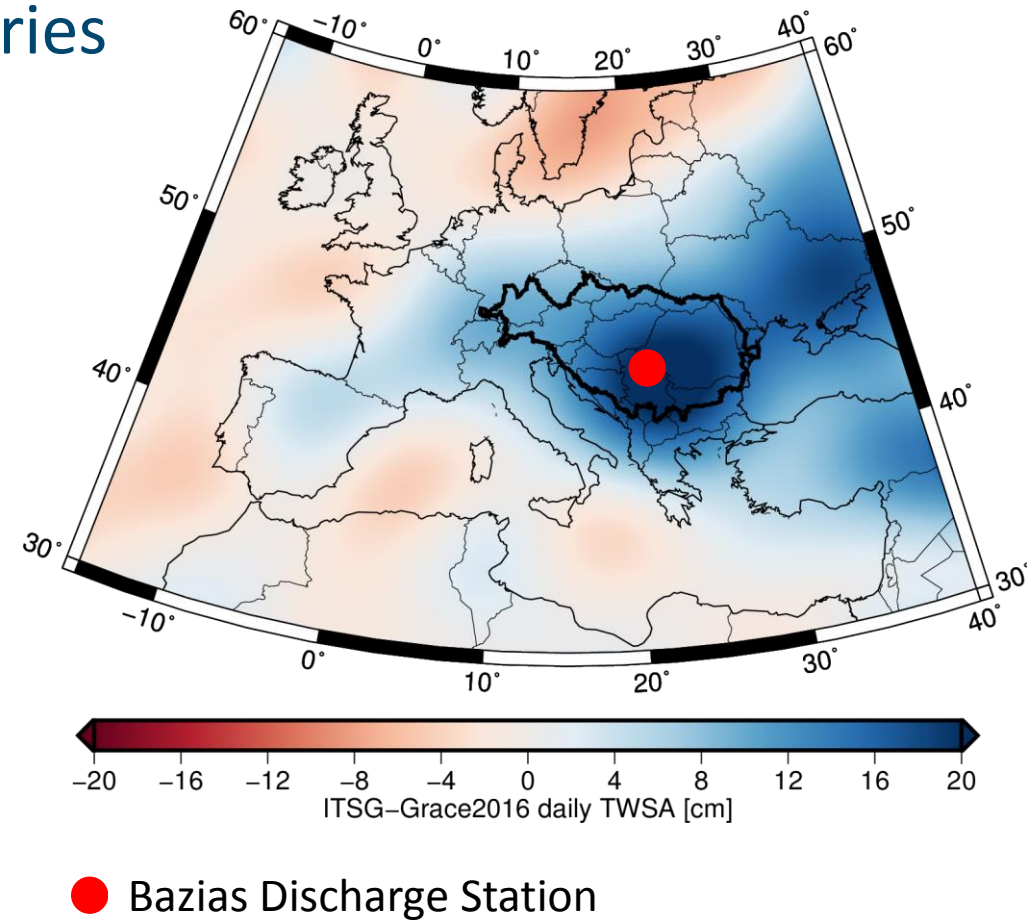 ries
60° −10° 0° 10° 20° 30° 40° 60°
50° 50°
40° 40°
30° 30°
−10° 0° 10° 20° 30° 40°
−20 −16 −12 −8 −4 0 4 8 12 16 20
ITSG−Grace2016 daily TWSA [cm]
Bazias Discharge Station